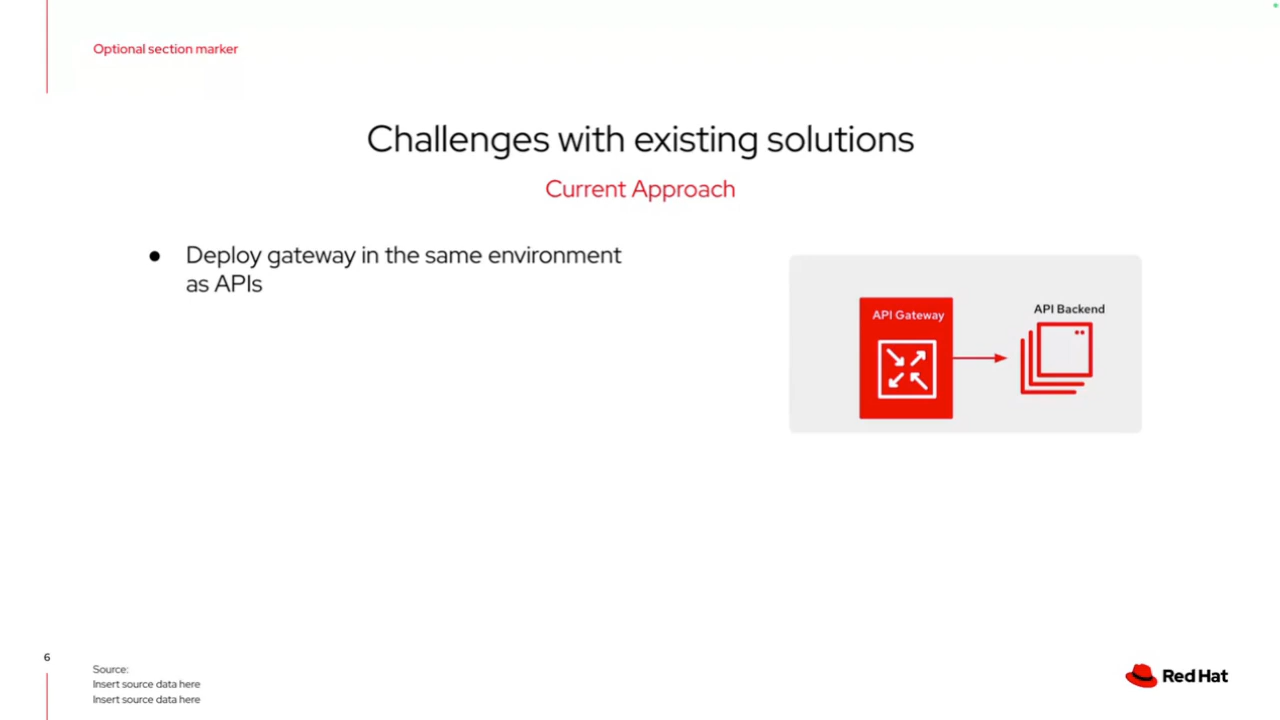 Optional section marker
Challenges with existing solutions
Current Approach
● Deploy gateway in the same environment
as APIs
API Gateway
API Backend
6
Source:
Insert source data here
Insert source data here
Red Hat